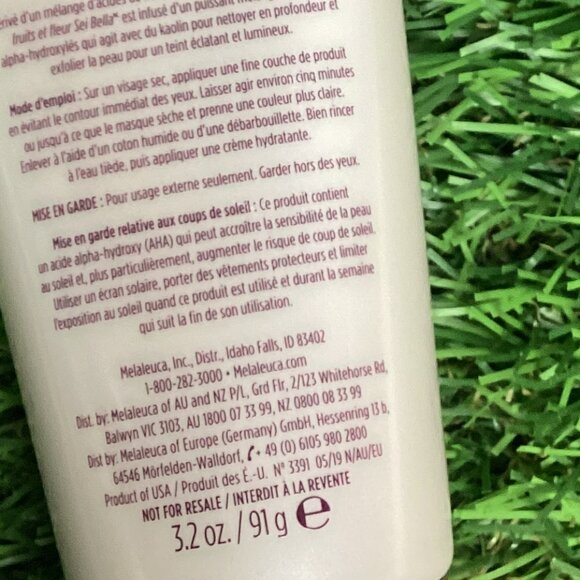 érivé d'un mélange d'acides de
fruits et fleur Sei Bella™ est infusé d'un puissant
alpha-hydroxylés qui agit avec du kaolin pour nettoyer en profondeur et
exfolier la peau pour un teint éclatant et lumineux.
Mode d'emploi : Sur un visage sec, appliquer une fine couche de produit
en évitant le contour immédiat des yeux. Laisser agir environ cinq minutes
ou jusqu'à ce que le masque sèche et prenne une couleur plus claire.
Enlever à l'aide d'un coton humide ou d'une débarbouillette. Bien rincer
à l'eau tiède, puis appliquer une crème hydratante.
MISE EN GARDE : Pour usage externe seulement. Garder hors des yeux.
Mise en garde relative aux coups de soleil : Ce produit contient
un acide alpha-hydroxy (AHA) qui peut accroître la sensibilité de la peau
au soleil et, plus particulièrement, augmenter le risque de coup de soleil.
Utiliser un écran solaire, porter des vêtements protecteurs et limiter
l'exposition au soleil quand ce produit est utilisé et durant la semaine
qui suit la fin de son utilisation.
Melaleuca, Inc., Distr., Idaho Falls, ID 83402
1-800-282-3000 • Melaleuca.com
Dist. by: Melaleuca of AU and NZ P/L, Grd Flr, 2/123 Whitehorse Rd,
Balwyn VIC 3103, AU 1800 07 33 99, NZ 0800 08 33 99
Dist by: Melaleuca of Europe (Germany) GmbH, Hessenring 13 b,
64546 Mörfelden-Walldorf, + 49 (0) 6105 980 2800
Product of USA / Produit des É.-U. N° 3391 05/19 N/AU/EU
NOT FOR RESALE / INTERDIT À LA REVENTE
3.2 oz. / 91 g ℮